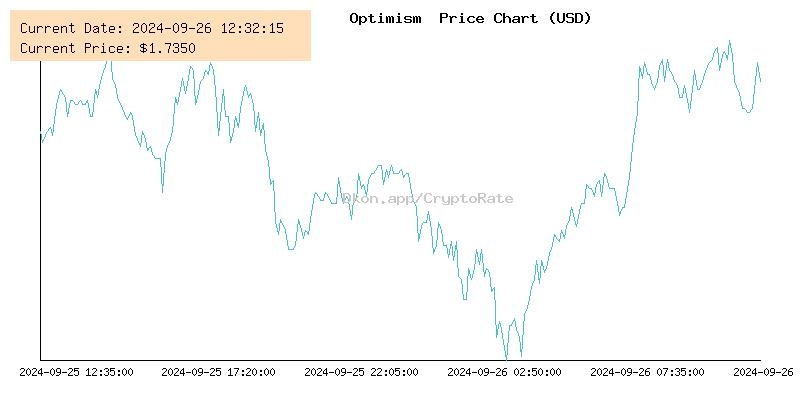 Optimism  Price Chart (USD)
Current Date: 2024-09-26 12:32:15
Current Price: $1.7350
@kon.app/CryptoRate
2024-09-25 12:35:00 2024-09-25 17:20:00 2024-09-25 22:05:00 2024-09-26 02:50:00 2024-09-26 07:35:00 2024-09-26